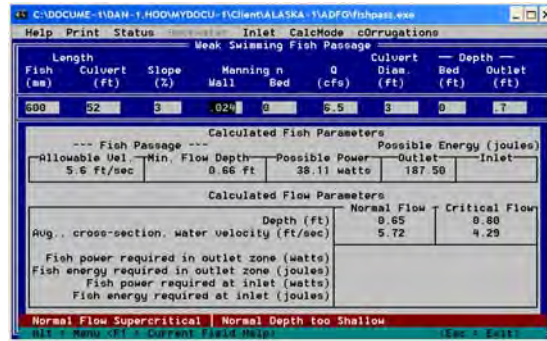 C:\DOCUME~1\DAN~1.HOO\MYDOCU~1\Client\ALASKA~1\ADFG\fishpass.exe
Help Print Status Inlet CalcMode cOrrugations
Weak Swimming Fish Passage
Length Culvert — Depth —
Fish Culvert Slope Manning n Q Diam. Bed Outlet
(mm) (ft) (%) Wall Bed (cfs) (ft) (ft) (ft)
600 52 3 .024 0 6.5 3 0 .7
Calculated Fish Parameters
--- Fish Passage --- Possible Energy (joules)
Allowable Vel. Min. Flow Depth Possible Power Outlet Inlet
5.6 ft/sec 0.66 ft 38.11 watts 187.50
Calculated Flow Parameters
Normal Flow Critical Flow
Depth (ft) 0.65 0.80
Avg., cross-section, water velocity (ft/sec) 5.72 4.29
Fish power required in outlet zone (watts)
Fish energy required in outlet zone (joules)
Fish power required at inlet (watts)
Fish energy required at inlet (joules)
Normal Flow Supercritical Normal Depth too Shallow
Alt = Menu <F1 = Current Field Help> <Esc = Exit>